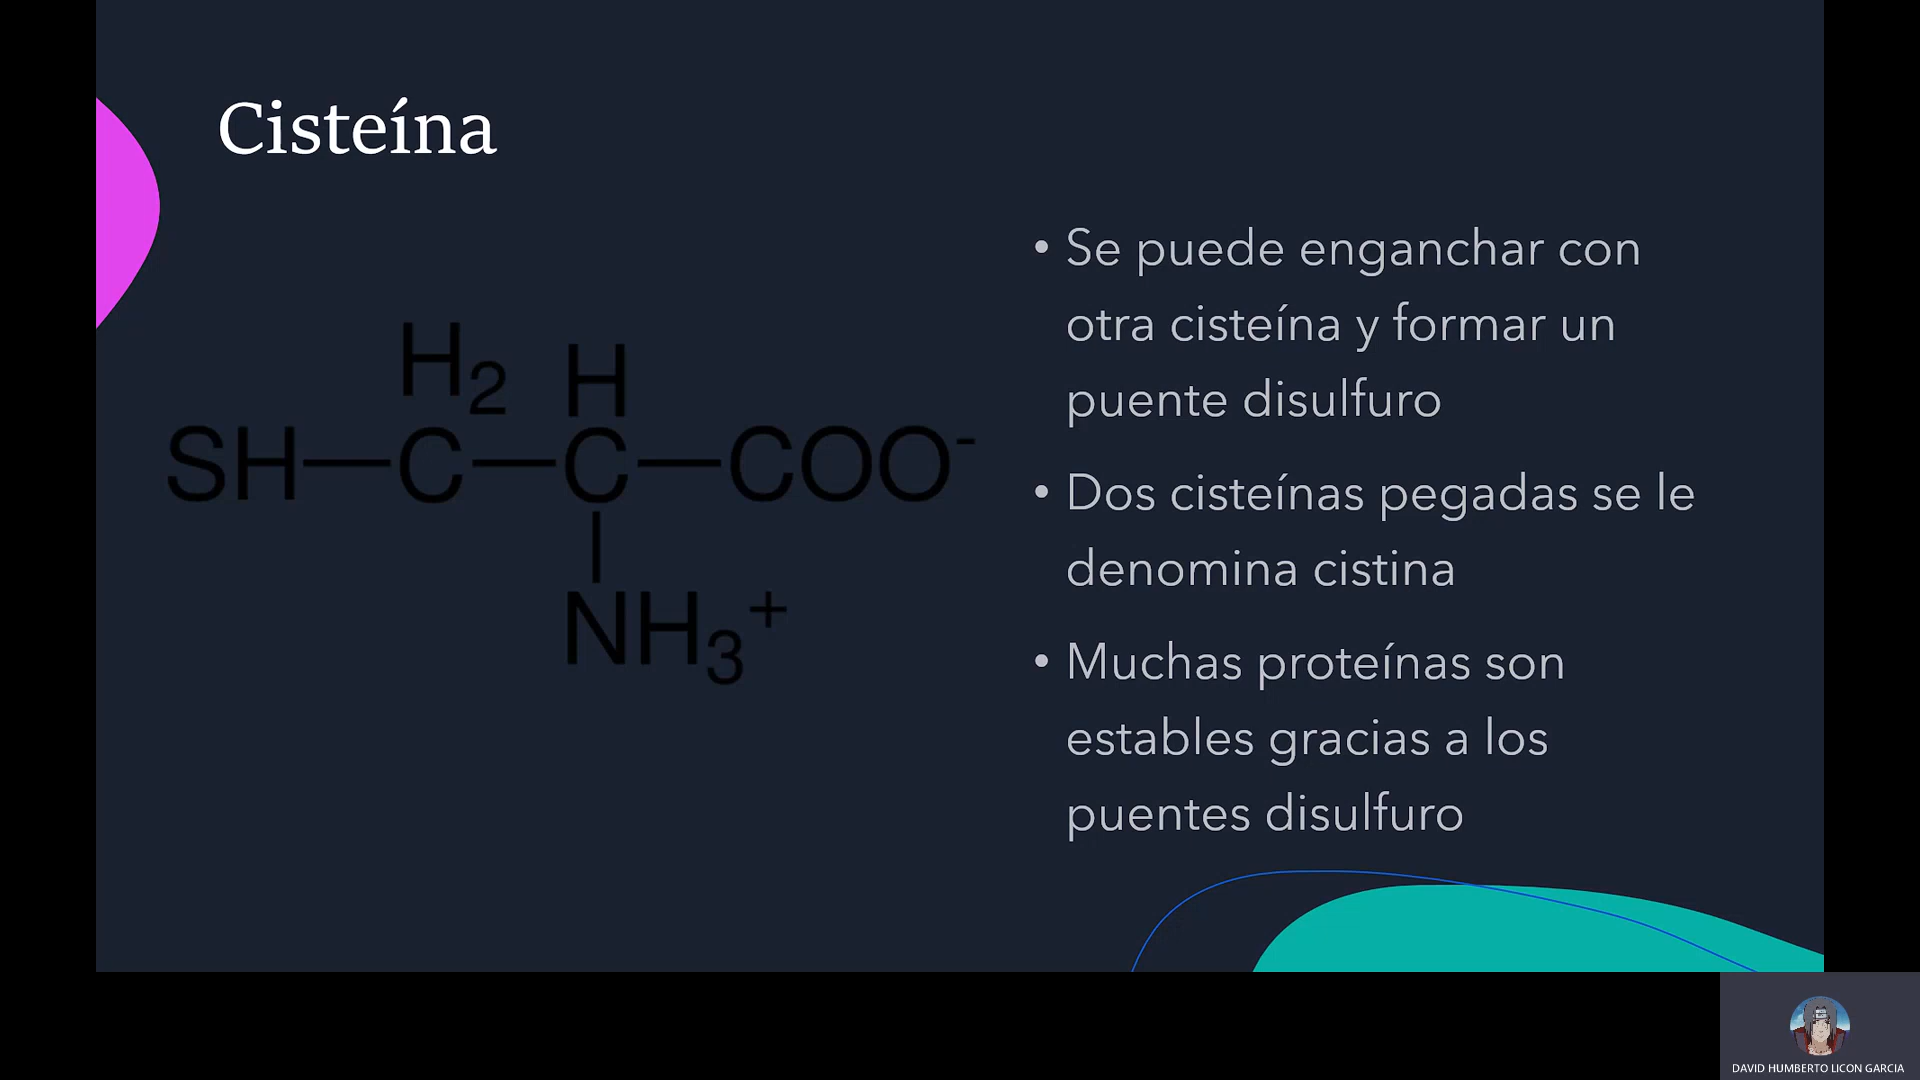 Cisteína
H2 H
SH—C—C—COO-
NH3+
• Se puede enganchar con
otra cisteína y formar un
puente disulfuro
• Dos cisteínas pegadas se le
denomina cistina
• Muchas proteínas son
estables gracias a los
puentes disulfuro
DAVID HUMBERTO LICON GARCIA